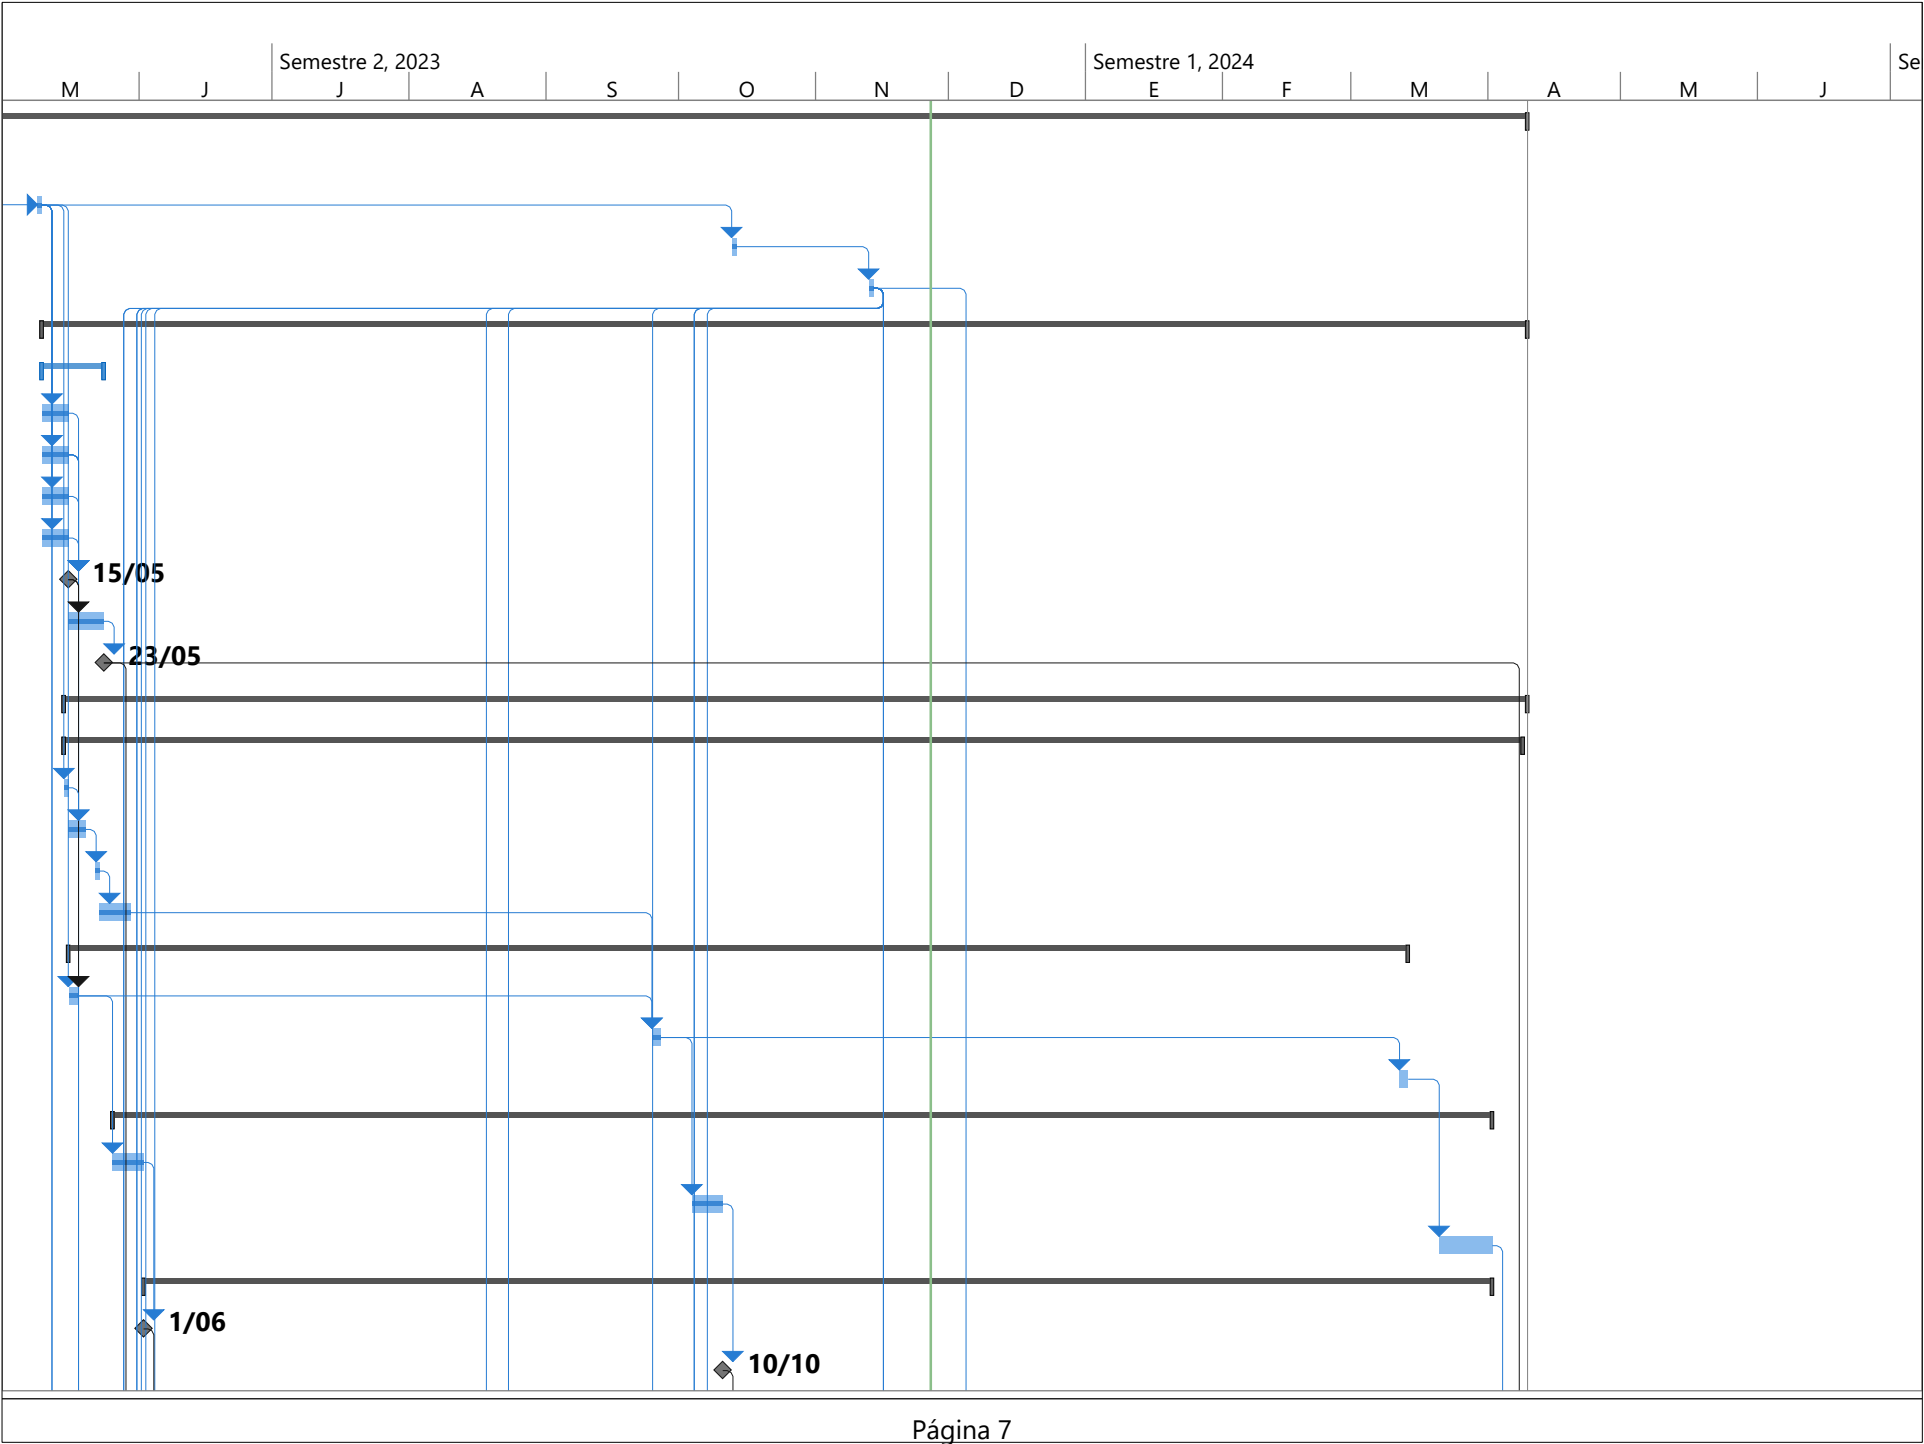 Semestre 2, 2023 Semestre 1, 2024 Se
M J J A S O N D E F M A M J
15/05
23/05
1/06
10/10
Página 7